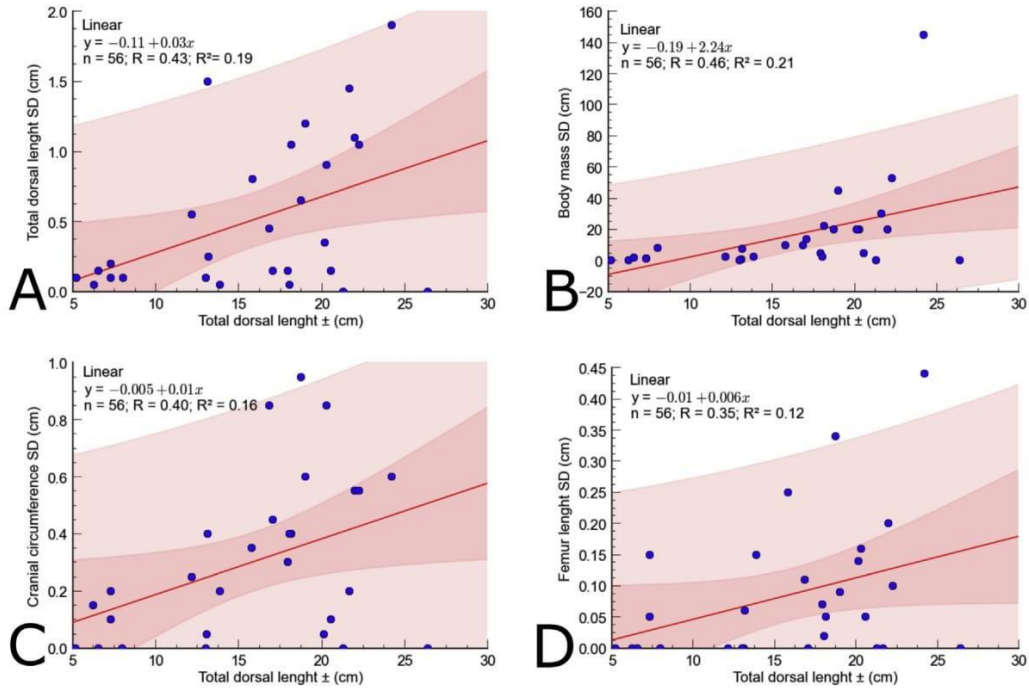 A
Linear
y = −0.11 + 0.03x
n = 56; R = 0.43; R² = 0.19
Total dorsal lenght SD (cm)
2.0
1.5
1.0
0.5
0.0
5 10 15 20 25 30
Total dorsal lenght ± (cm)
B
Linear
y = −0.19 + 2.24x
n = 56; R = 0.46; R² = 0.21
Body mass SD (cm)
160
140
120
100
80
60
40
20
0
−20
5 10 15 20 25 30
Total dorsal lenght ± (cm)
C
Linear
y = −0.005 + 0.01x
n = 56; R = 0.40; R² = 0.16
Cranial circumference SD (cm)
1.0
0.8
0.6
0.4
0.2
0.0
5 10 15 20 25 30
Total dorsal lenght ± (cm)
D
Linear
y = −0.01 + 0.006x
n = 56; R = 0.35; R² = 0.12
Femur lenght SD (cm)
0.45
0.40
0.35
0.30
0.25
0.20
0.15
0.10
0.05
0.00
5 10 15 20 25 30
Total dorsal lenght ± (cm)